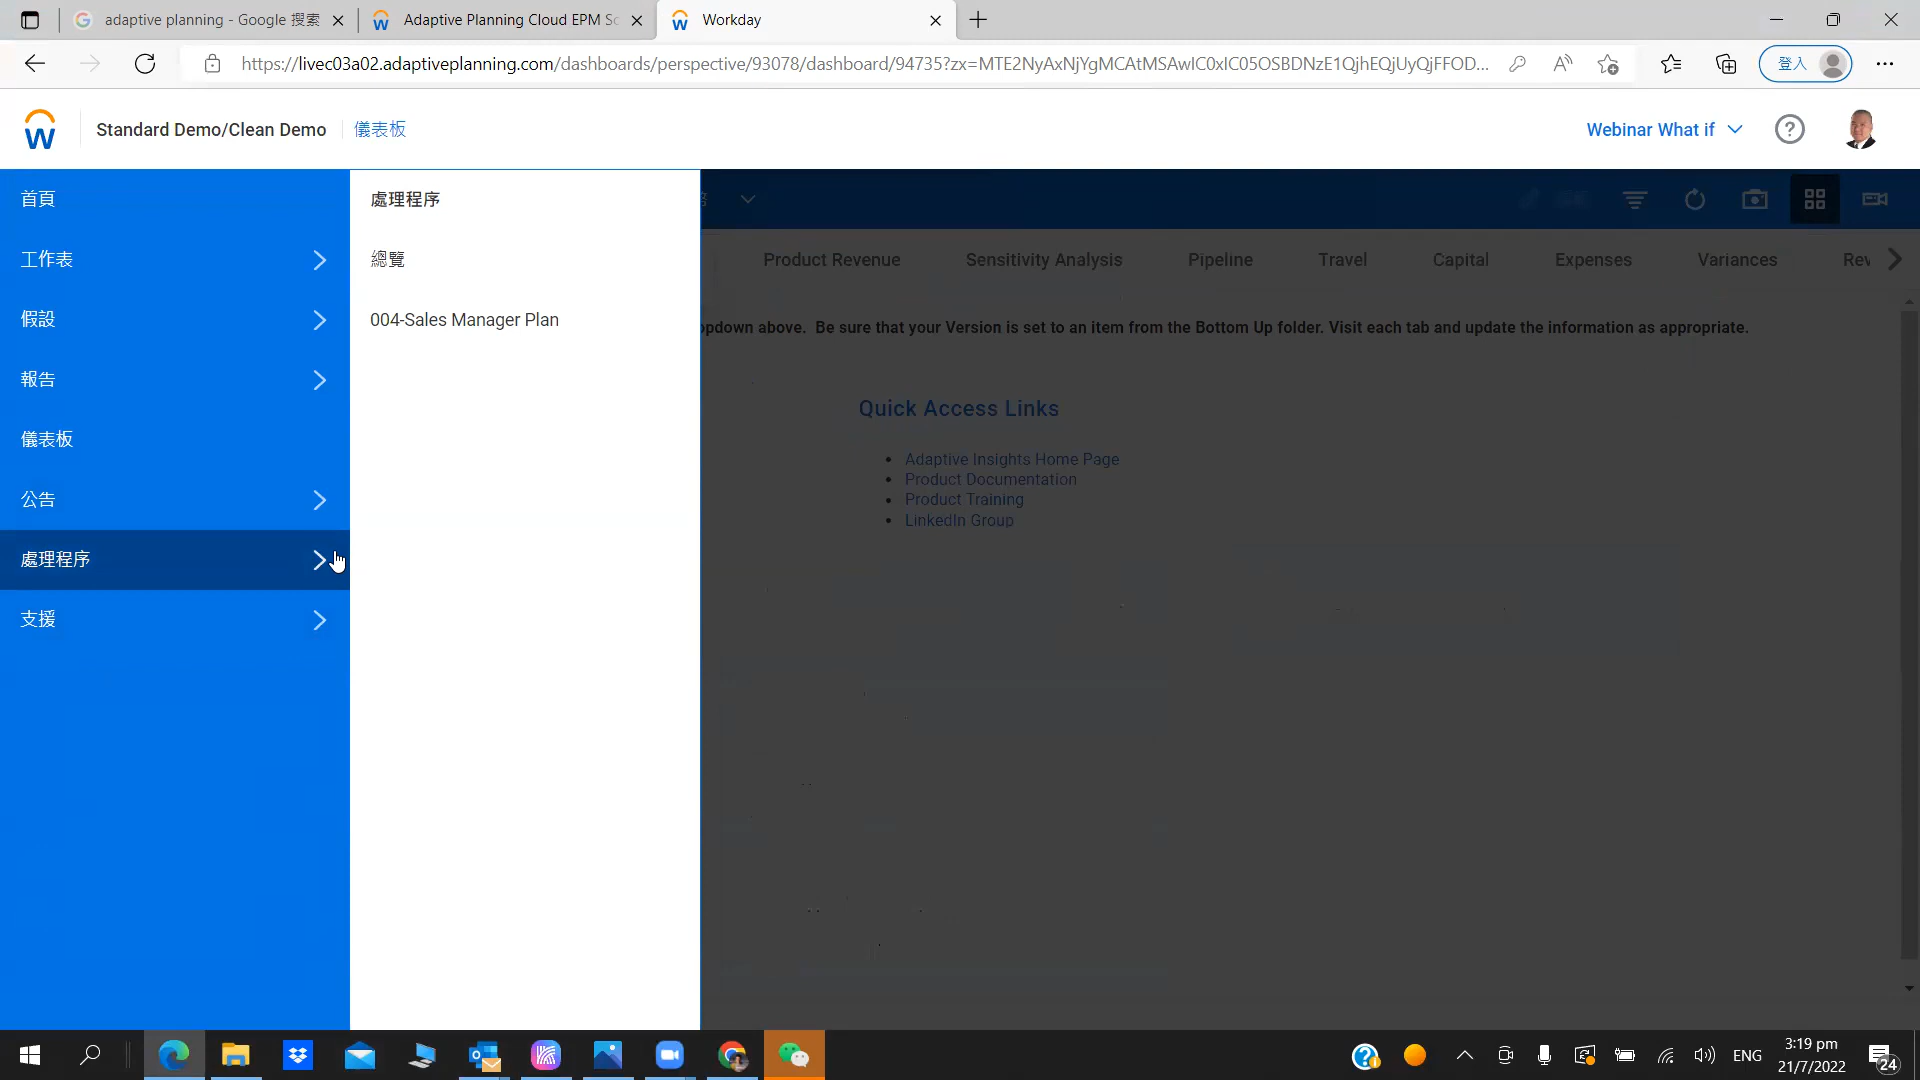 adaptive planning - Google 搜索
Adaptive Planning Cloud EPM So
Workday
https://livec03a02.adaptiveplanning.com/dashboards/perspective/93078/dashboard/94735?zx=MTE2NyAxNjYgMCAtMSAwIC0xIC05OSBDNzE1QjhEQjUyQjFFOD...
登入
Standard Demo/Clean Demo
儀表板
Webinar What if
首頁
處理程序
工作表
總覽
Product Revenue
Sensitivity Analysis
Pipeline
Travel
Capital
Expenses
Variances
Rev
假設
004-Sales Manager Plan
opdown above. Be sure that your Version is set to an item from the Bottom Up folder. Visit each tab and update the information as appropriate.
報告
Quick Access Links
儀表板
Adaptive Insights Home Page
Product Documentation
公告
Product Training
LinkedIn Group
處理程序
支援
ENG
3:19 pm
21/7/2022
24